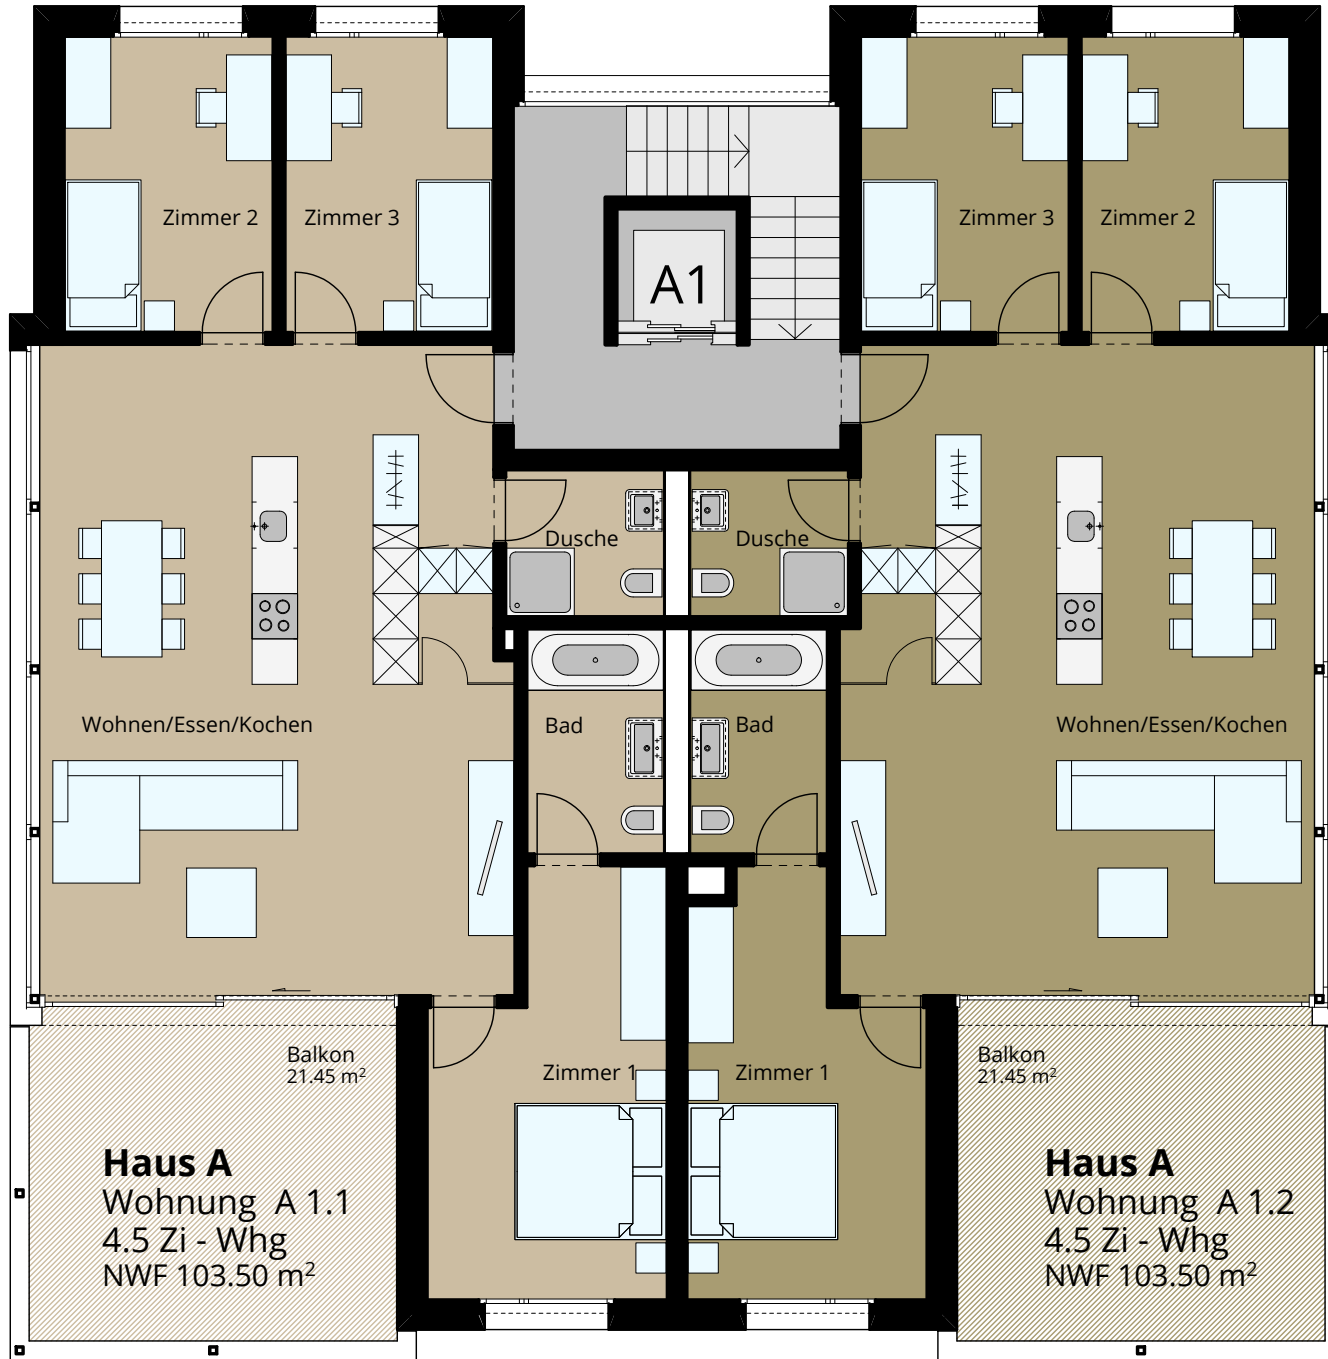 Zimmer 2
Zimmer 3
A1
Zimmer 3
Zimmer 2
Dusche
Dusche
Wohnen/Essen/Kochen
Bad
Bad
Wohnen/Essen/Kochen
Balkon
21.45 m²
Zimmer 1
Zimmer 1
Balkon
21.45 m²
Haus A
Wohnung A 1.1
4.5 Zi - Whg
NWF 103.50 m²
Haus A
Wohnung A 1.2
4.5 Zi - Whg
NWF 103.50 m²